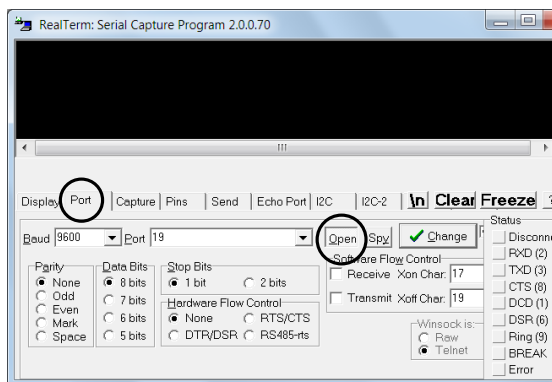 RealTerm: Serial Capture Program 2.0.0.70
Display Port Capture Pins Send Echo Port I2C I2C-2 \n Clear Freeze ?
Baud 9600 Port 19 Open Spy Change
Status
Disconne
RXD (2)
TXD (3)
CTS (8)
DCD (1)
DSR (6)
Ring (9)
BREAK
Error
Parity
None
Odd
Even
Mark
Space
Data Bits
8 bits
7 bits
6 bits
5 bits
Stop Bits
1 bit 2 bits
Hardware Flow Control
None RTS/CTS
DTR/DSR RS485-rts
Software Flow Control
Receive Xon Char: 17
Transmit Xoff Char: 19
Winsock is:
Raw
Telnet